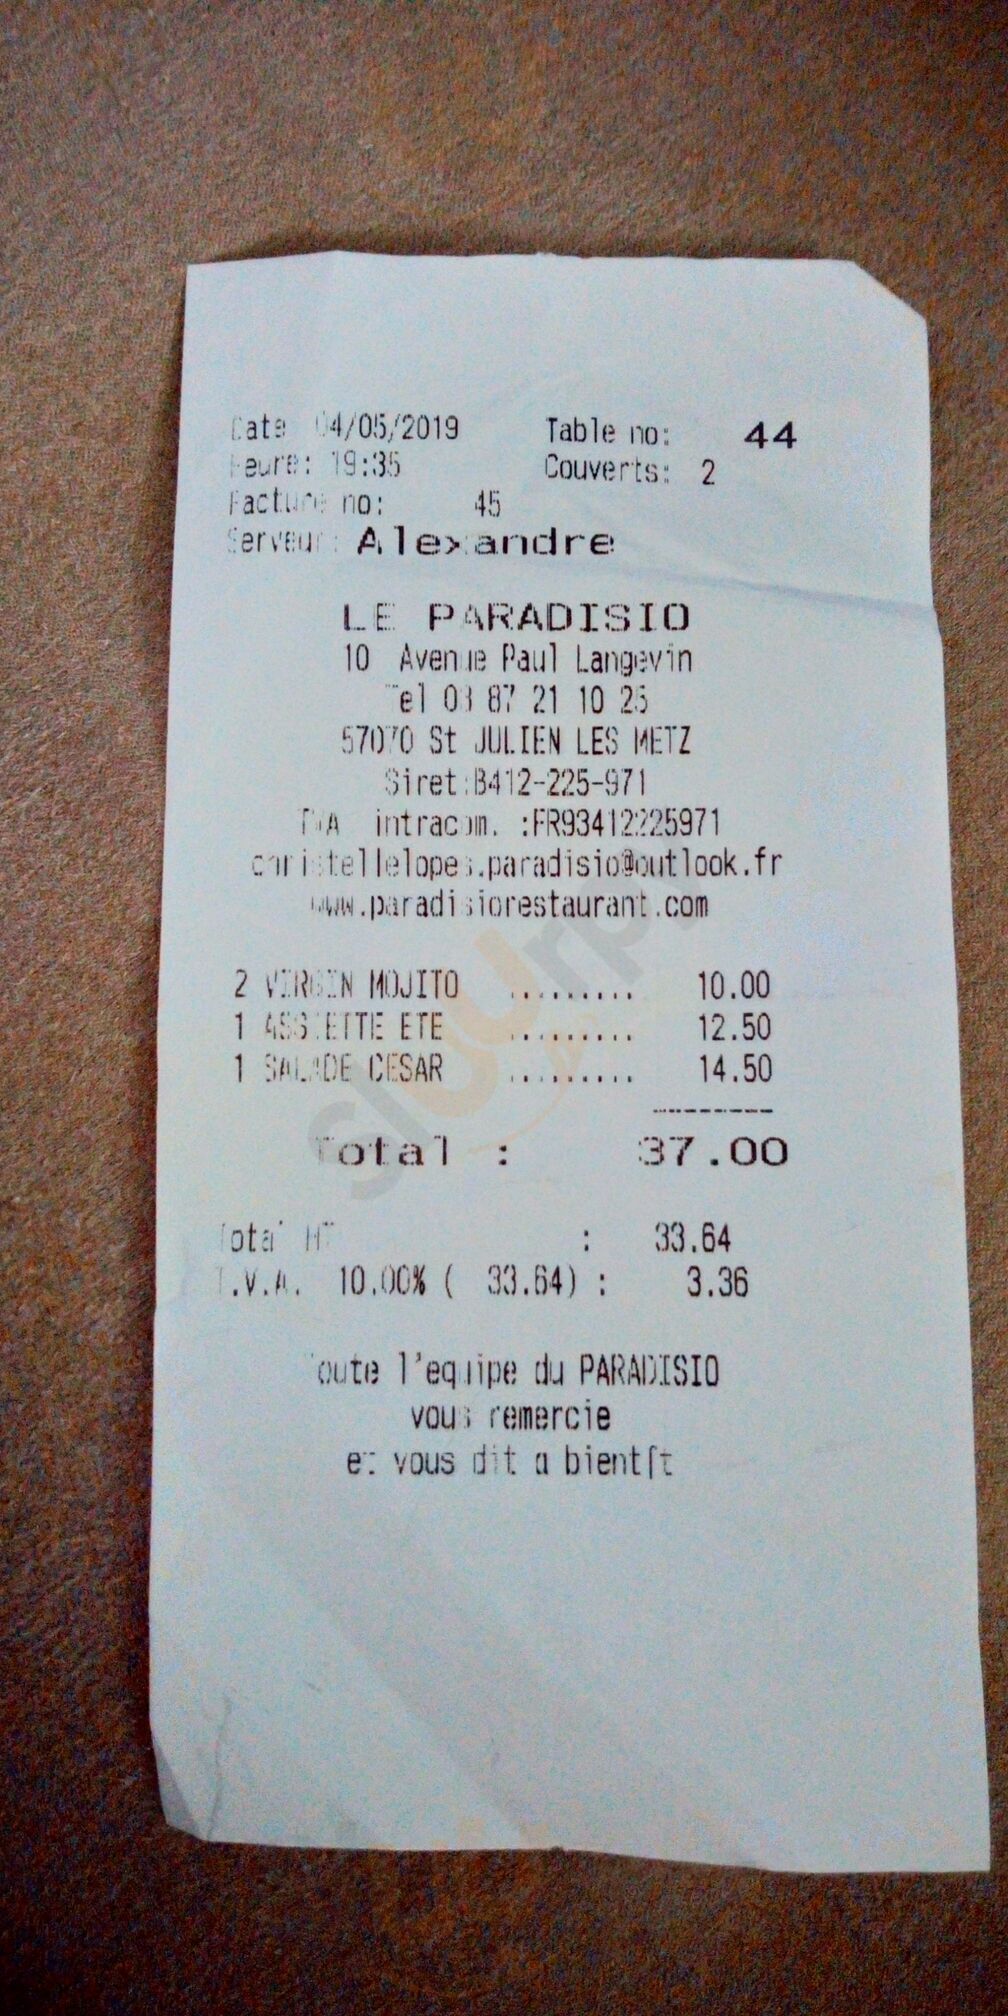 Date 04/05/2019 Table no: 44
Heure: 19:35 Couverts: 2
Facture no: 45
Serveur: Alexandre
LE PARADISIO
10 Avenue Paul Langevin
Tel 03 87 21 10 25
57070 St JULIEN LES METZ
Siret:B412-225-971
TVA intracom. :FR93412225971
christellelopes.paradisio@outlook.fr
www.paradisiorestaurant.com
2 VIRGIN MOJITO ......... 10.00
1 ASSIETTE ETE ......... 12.50
1 SALADE CESAR ......... 14.50
---------
Total : 37.00
Total HT : 33.64
T.V.A. 10.00% ( 33.64) : 3.36
Toute l'equipe du PARADISIO
vous remercie
et vous dit a bient[t
sluurpy